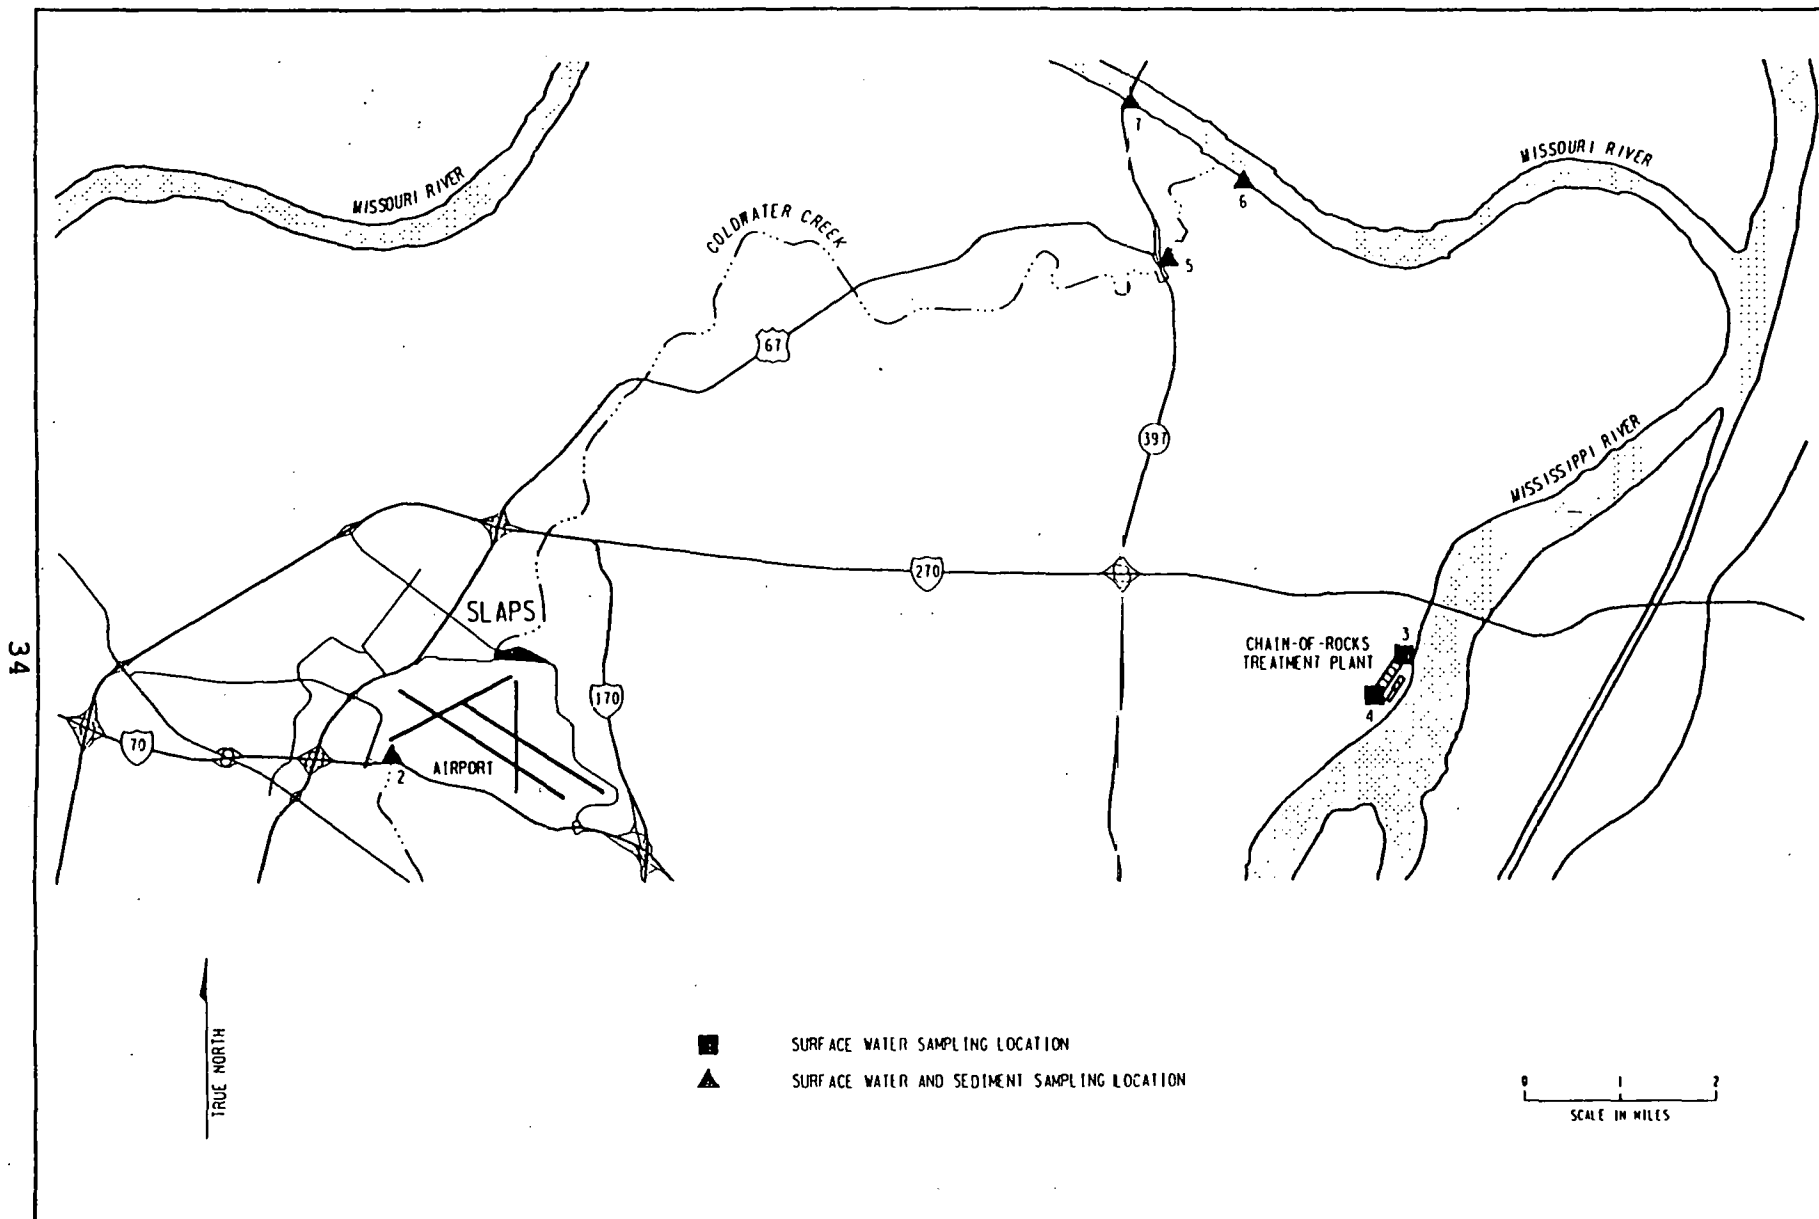 MISSOURI RIVER
7
MISSOURI RIVER
6
COLDWATER CREEK
5
67
397
MISSISSIPPI RIVER
270
SLAPS
CHAIN-OF-ROCKS
TREATMENT PLANT
3
4
170
70
2
AIRPORT
34
TRUE NORTH
SURFACE WATER SAMPLING LOCATION
SURFACE WATER AND SEDIMENT SAMPLING LOCATION
0 1 2
SCALE IN MILES